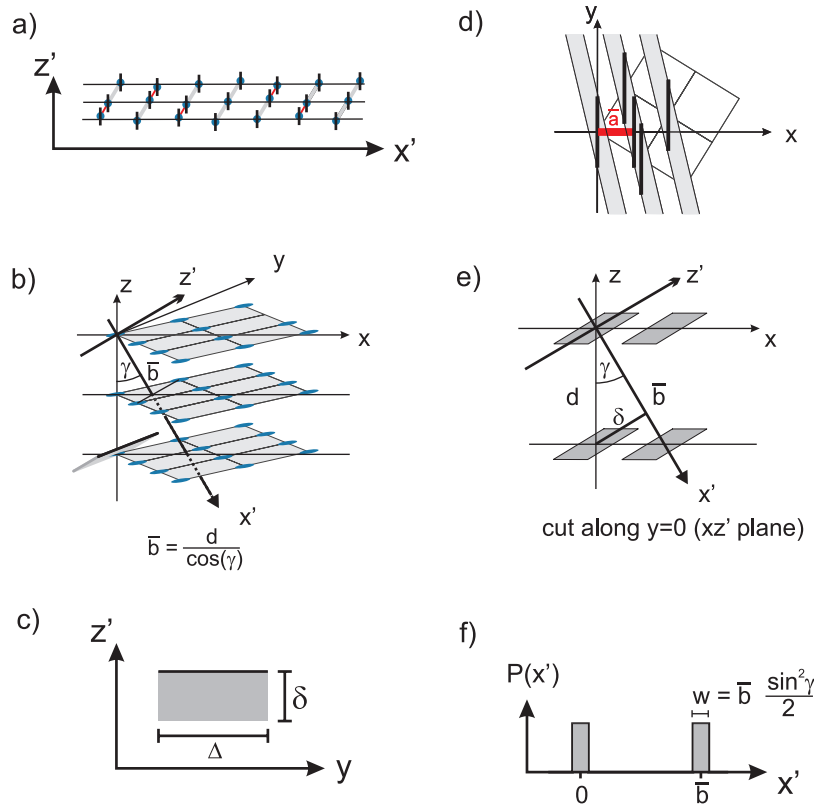 a)
z'
x'
b)
z
z'
y
x
γ
b̅
x'
b̅ = d
cos(γ)
c)
z'
δ
Δ
y
d)
y
a̅
x
e)
z
z'
x
γ
d
b̅
δ
x'
cut along y=0 (xz' plane)
f)
P(x')
w = b̅ sin²γ
2
0
b̅
x'